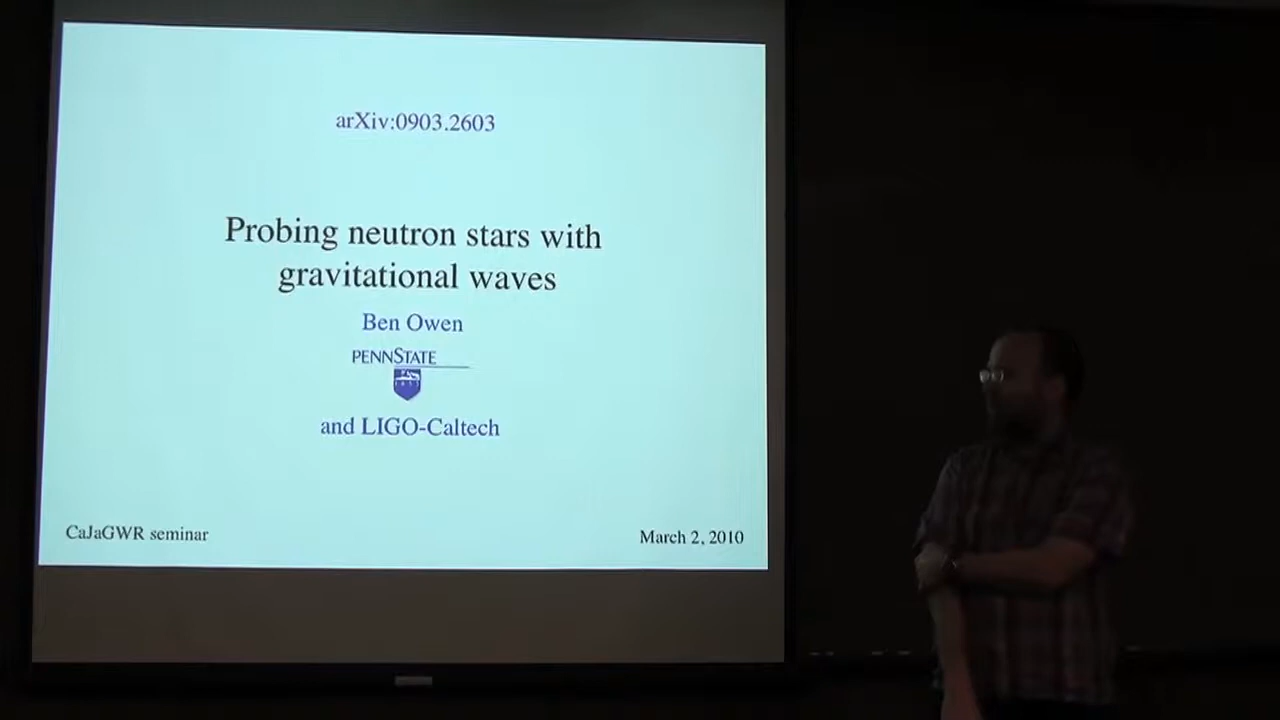 arXiv:0903.2603
Probing neutron stars with
gravitational waves
Ben Owen
PENNSTATE
and LIGO-Caltech
CaJaGWR seminar
March 2, 2010